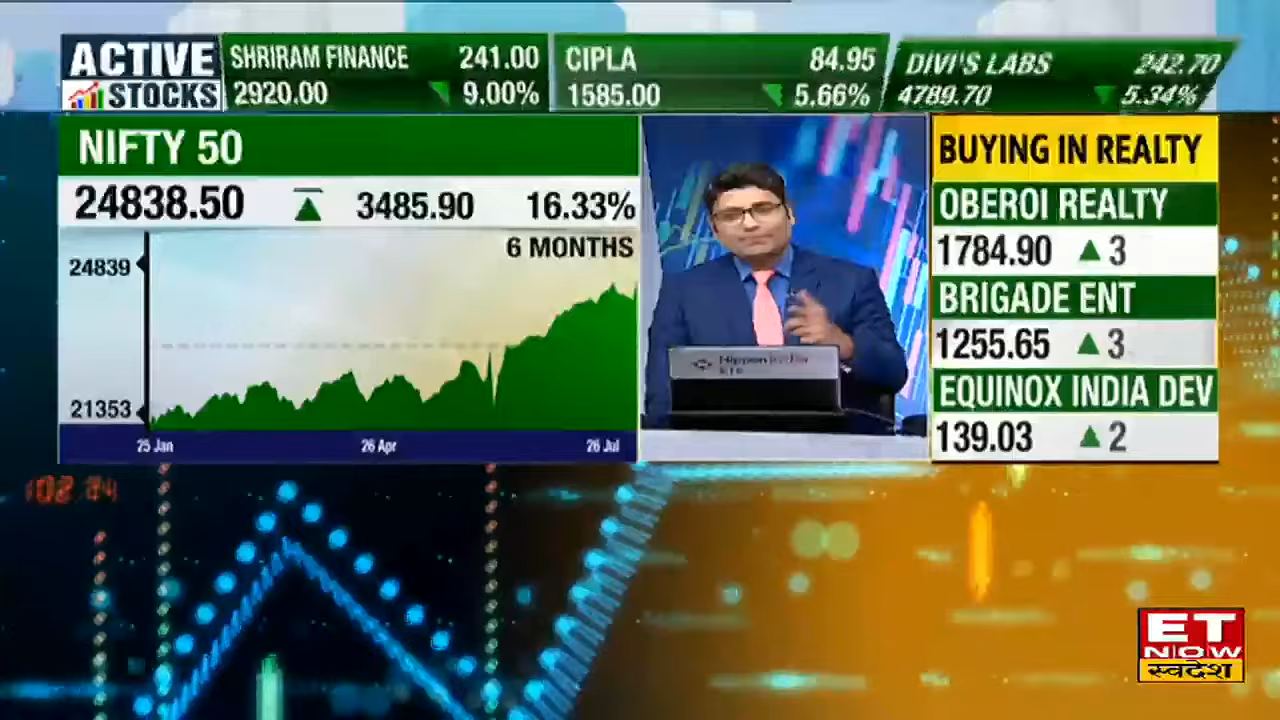 ACTIVE
STOCKS
SHRIRAM FINANCE 241.00
2920.00 9.00%
CIPLA 84.95
1585.00 5.66%
DIVI'S LABS 242.70
4789.70 5.34%
NIFTY 50
24838.50 3485.90 16.33%
6 MONTHS
24839
21353
25 Jan 26 Apr 26 Jul
BUYING IN REALTY
OBEROI REALTY
1784.90 3
BRIGADE ENT
1255.65 3
EQUINOX INDIA DEV
139.03 2
ET
NOW
स्वदेश